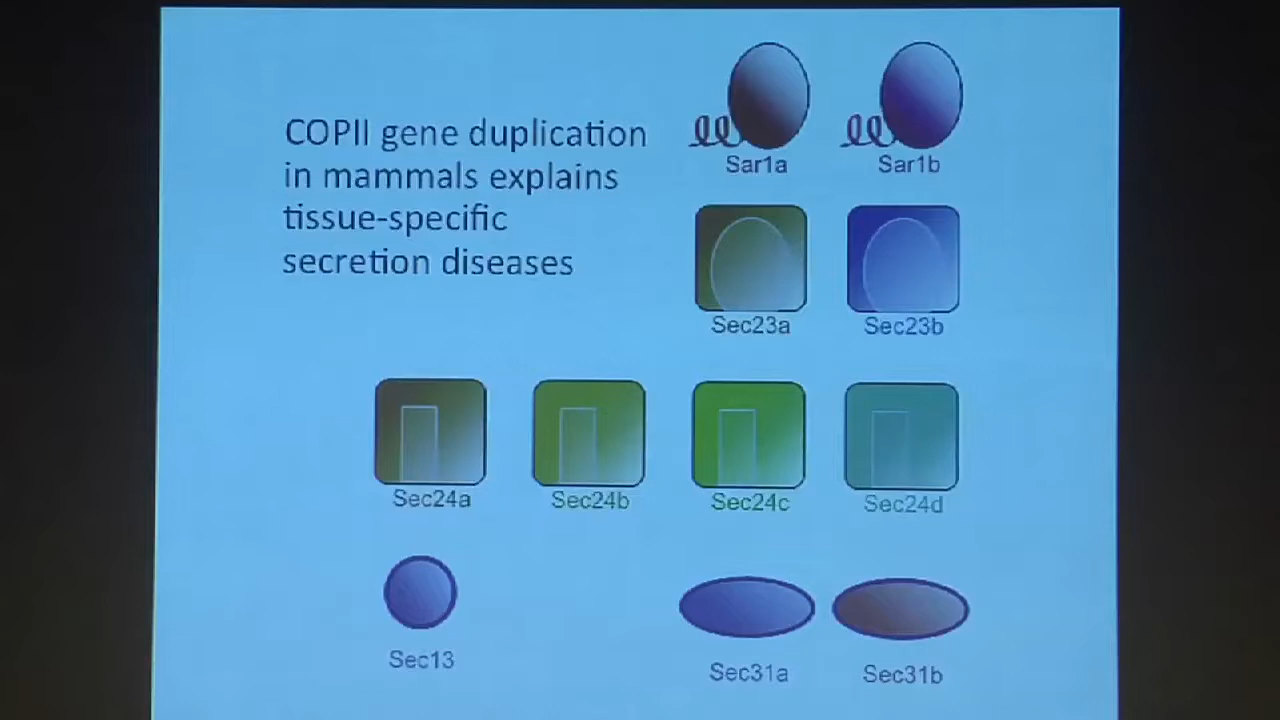 COPII gene duplication
in mammals explains
tissue-specific
secretion diseases
Sar1a
Sar1b
Sec23a
Sec23b
Sec24a
Sec24b
Sec24c
Sec24d
Sec13
Sec31a
Sec31b